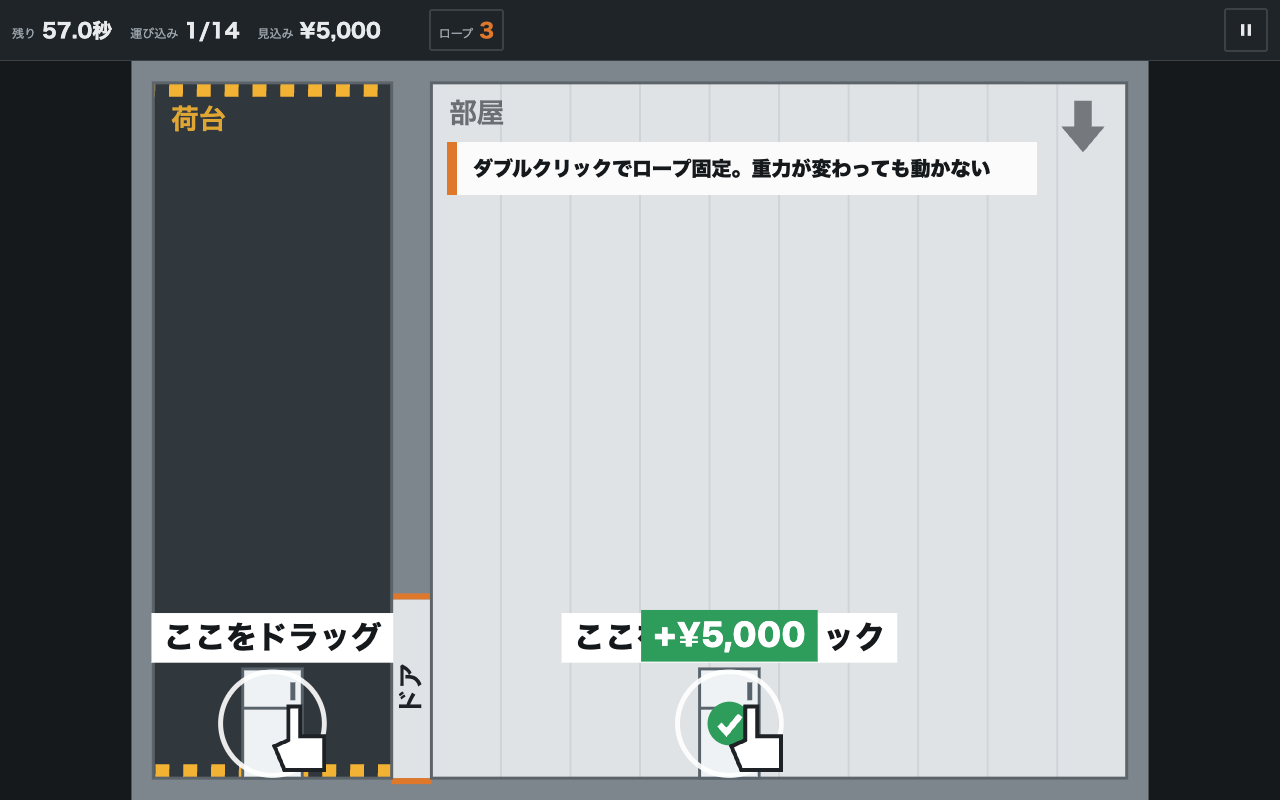 残り 57.0秒 運び込み 1/14 見込み ¥5,000 ロープ 3
荷台
部屋
ダブルクリックでロープ固定。重力が変わっても動かない
ここをドラッグ
ここ
+¥5,000
ック
ドア